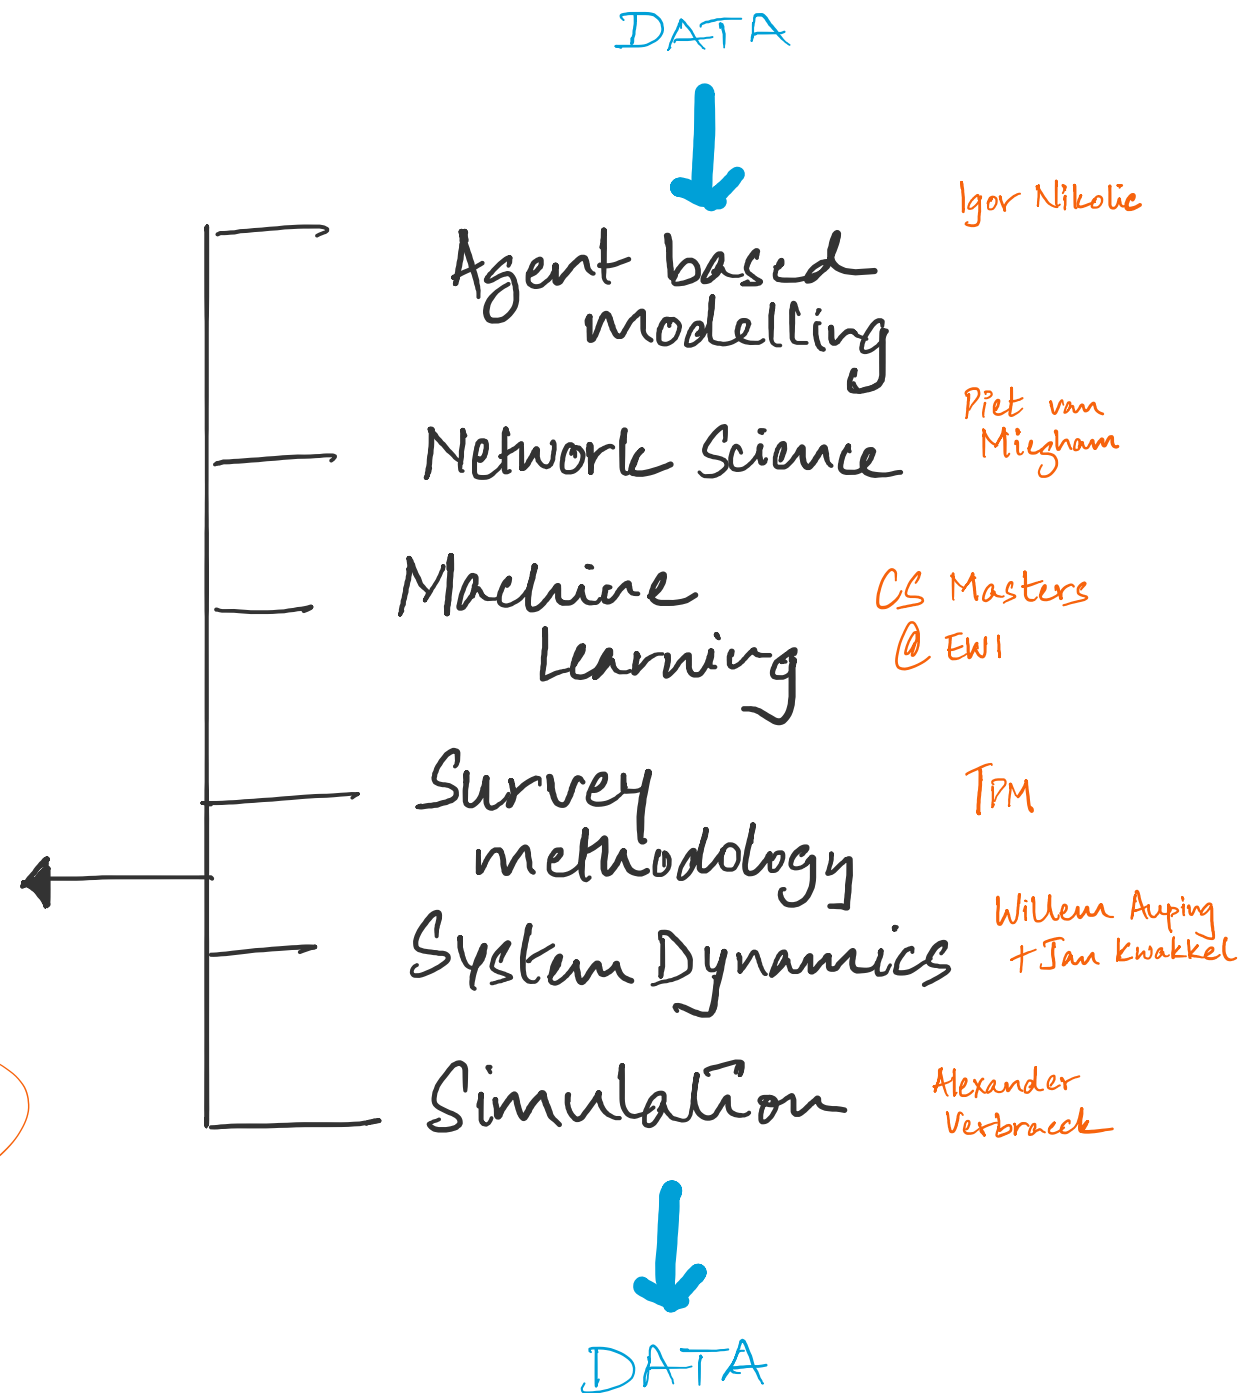 DATA
Igor Nikolic
Agent based
modelling
Piet van
Miegham
Network Science
Machine
Learning
CS Masters
@ EWI
Survey
methodology
TPM
System Dynamics
Willem Auping
+ Jan Kwakkel
Simulation
Alexander
Verbraeck
DATA